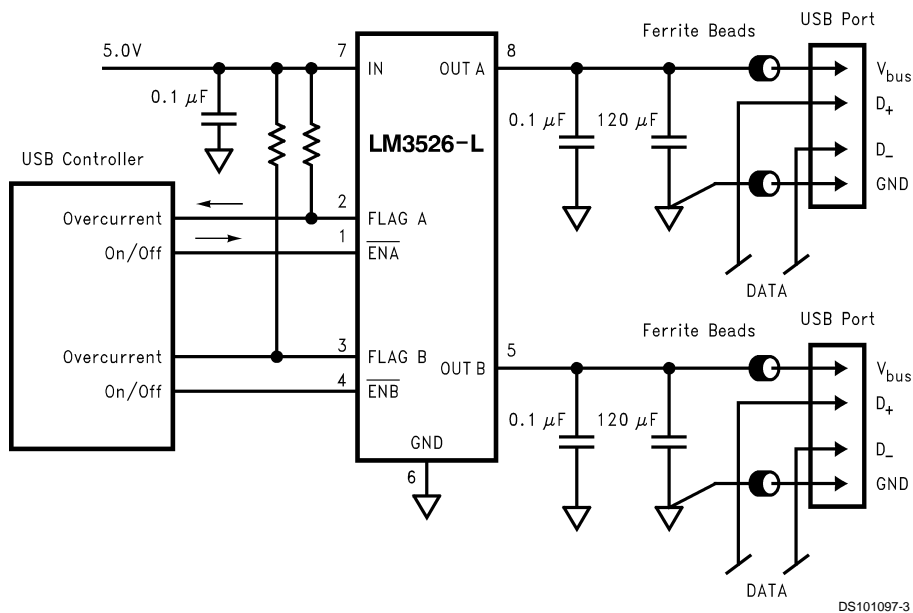 5.0V
7
IN
OUT A
8
Ferrite Beads
USB Port
0.1 μF
LM3526-L
0.1 μF
120 μF
Vbus
D+
D−
GND
USB Controller
Overcurrent
2
FLAG A
On/Off
1
ENA
DATA
Overcurrent
3
FLAG B
On/Off
4
ENB
OUT B
5
Ferrite Beads
USB Port
0.1 μF
120 μF
Vbus
D+
D−
GND
GND
6
DATA
DS101097-3